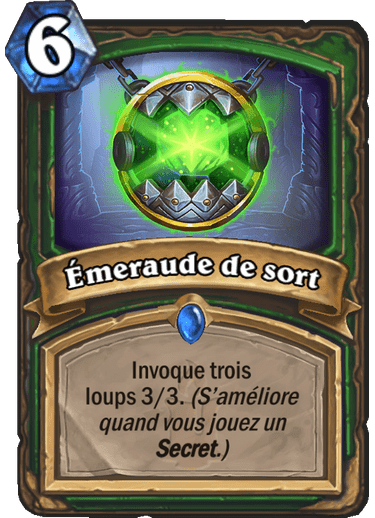 6
Émeraude de sort
Invoque trois
loups 3/3. (S’améliore
quand vous jouez un
Secret.)